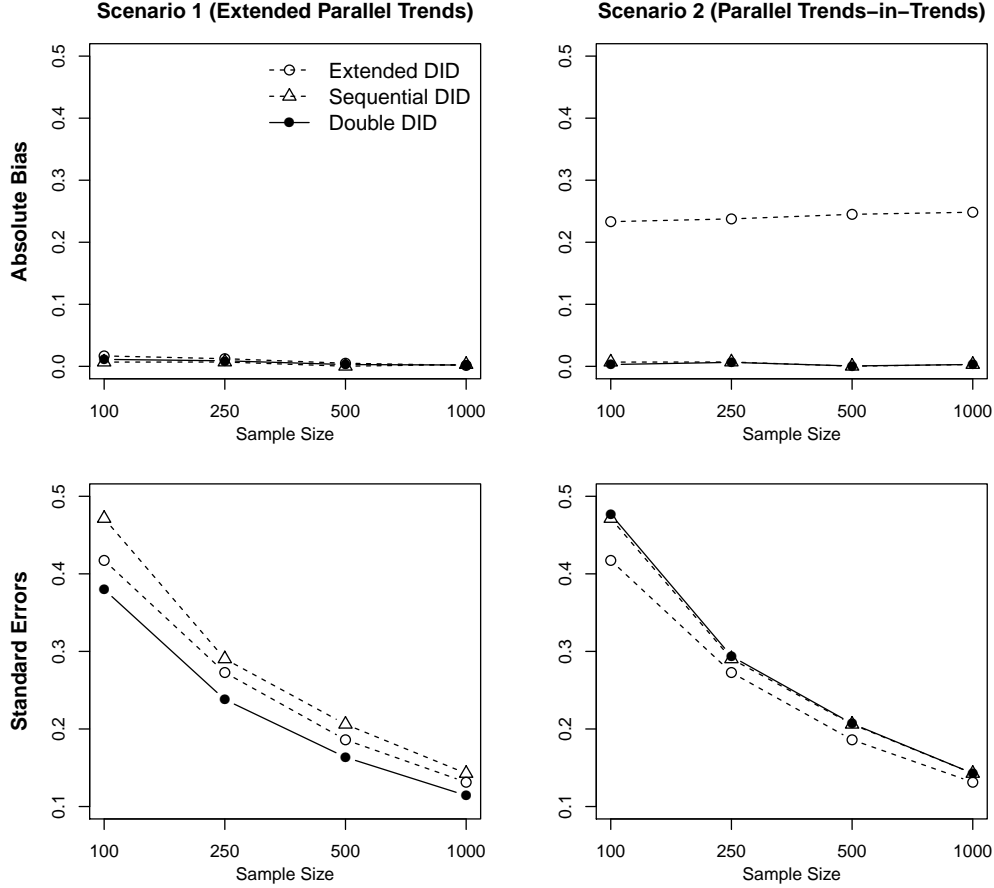 Scenario 1 (Extended Parallel Trends)
Scenario 2 (Parallel Trends−in−Trends)
Absolute Bias
0.5
0.4
0.3
0.2
0.1
0.0
Extended DID
Sequential DID
Double DID
100 250 500 1000
Sample Size
0.5
0.4
0.3
0.2
0.1
0.0
100 250 500 1000
Sample Size
Standard Errors
0.5
0.4
0.3
0.2
0.1
100 250 500 1000
Sample Size
0.5
0.4
0.3
0.2
0.1
100 250 500 1000
Sample Size